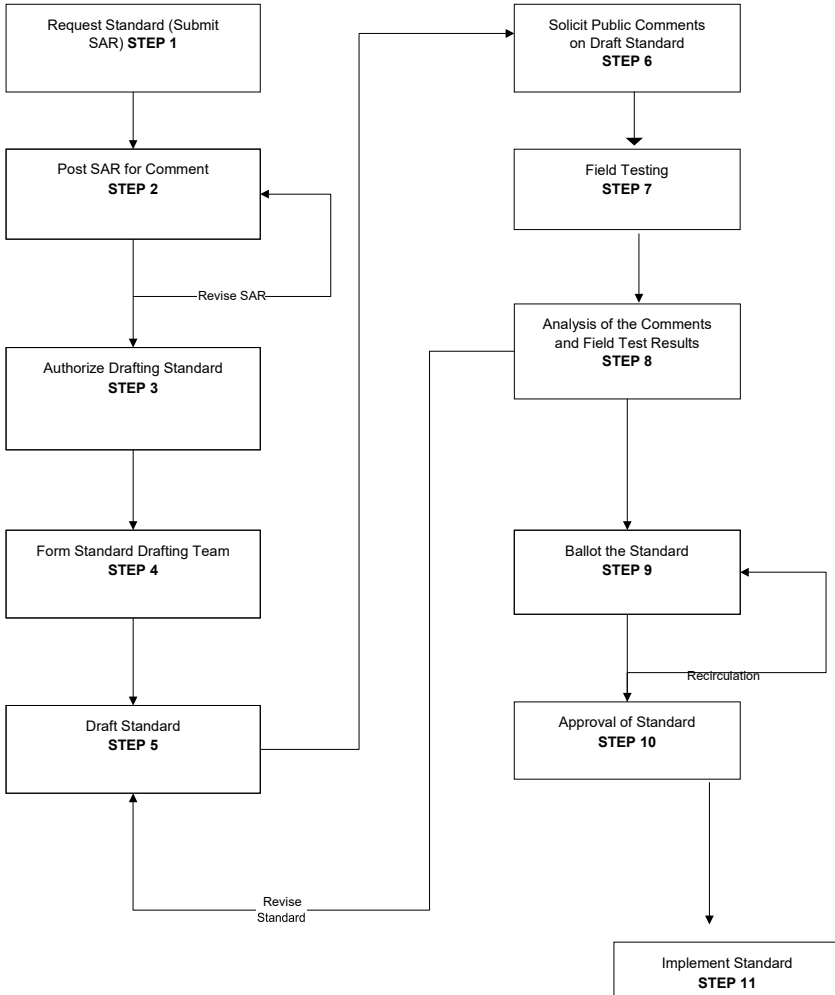 Request Standard (Submit
SAR) STEP 1
Post SAR for Comment
STEP 2
Revise SAR
Authorize Drafting Standard
STEP 3
Form Standard Drafting Team
STEP 4
Draft Standard
STEP 5
Revise
Standard
Solicit Public Comments
on Draft Standard
STEP 6
Field Testing
STEP 7
Analysis of the Comments
and Field Test Results
STEP 8
Ballot the Standard
STEP 9
Recirculation
Approval of Standard
STEP 10
Implement Standard
STEP 11